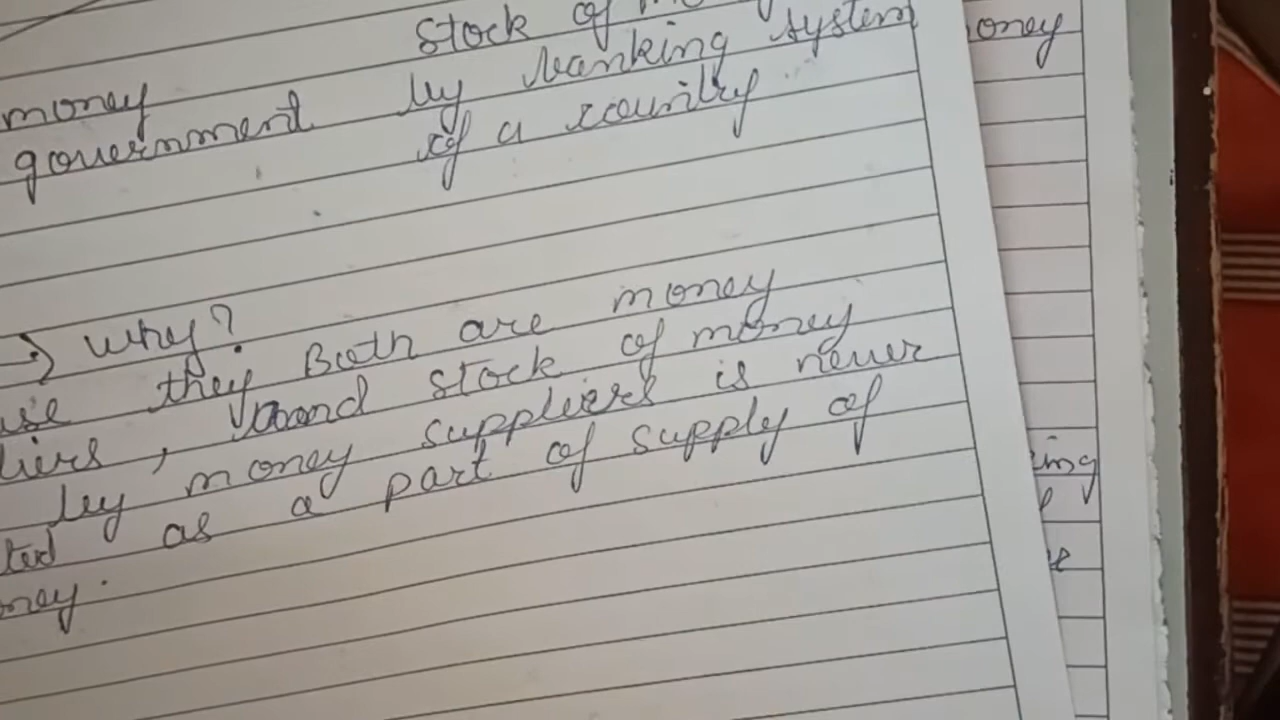 stock of
money by banking system
government of a country
→ Why?
they Both are money
and stock of money
by money suppliers is never
as a part of supply of
oney